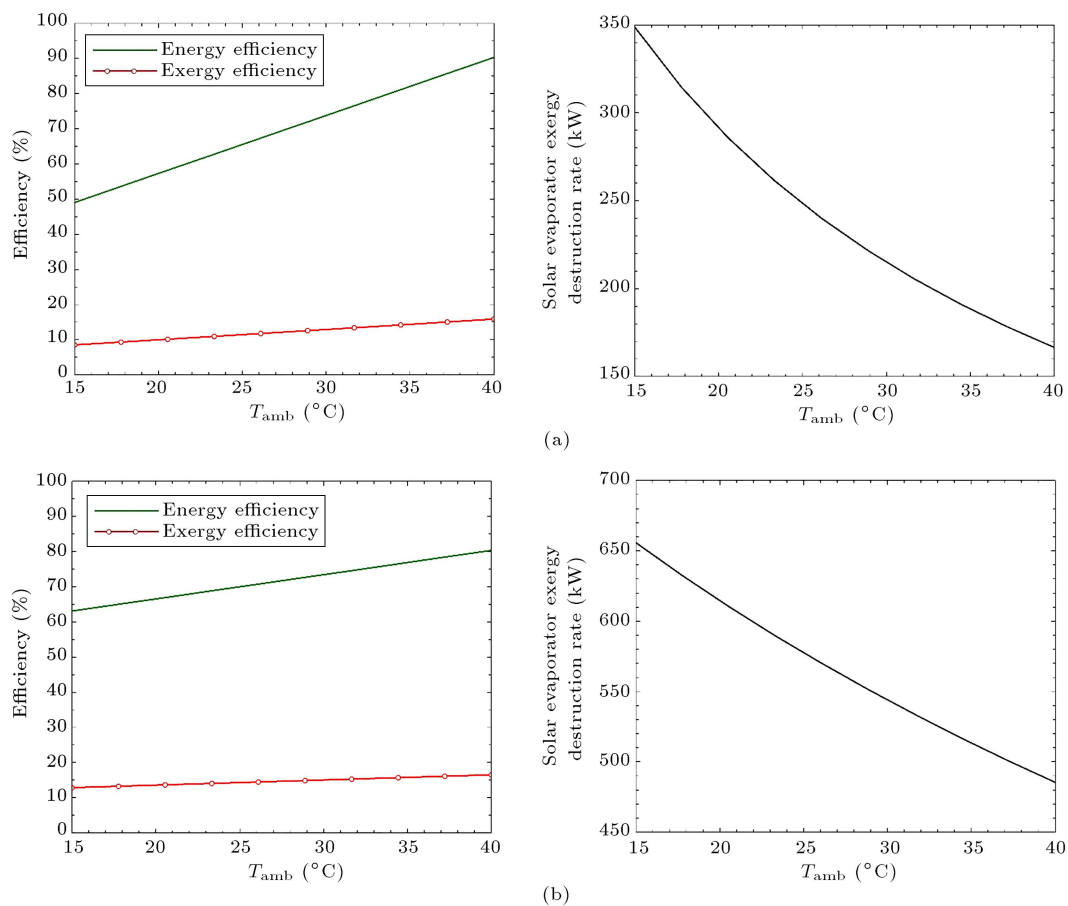 100
90
80
70
60
50
40
30
20
10
0
Efficiency (%)
Energy efficiency
Exergy efficiency
15 20 25 30 35 40
T_amb (°C)
350
300
250
200
150
Solar evaporator exergy
destruction rate (kW)
15 20 25 30 35 40
T_amb (°C)
(a)
100
90
80
70
60
50
40
30
20
10
0
Efficiency (%)
Energy efficiency
Exergy efficiency
15 20 25 30 35 40
T_amb (°C)
700
650
600
550
500
450
Solar evaporator exergy
destruction rate (kW)
15 20 25 30 35 40
T_amb (°C)
(b)